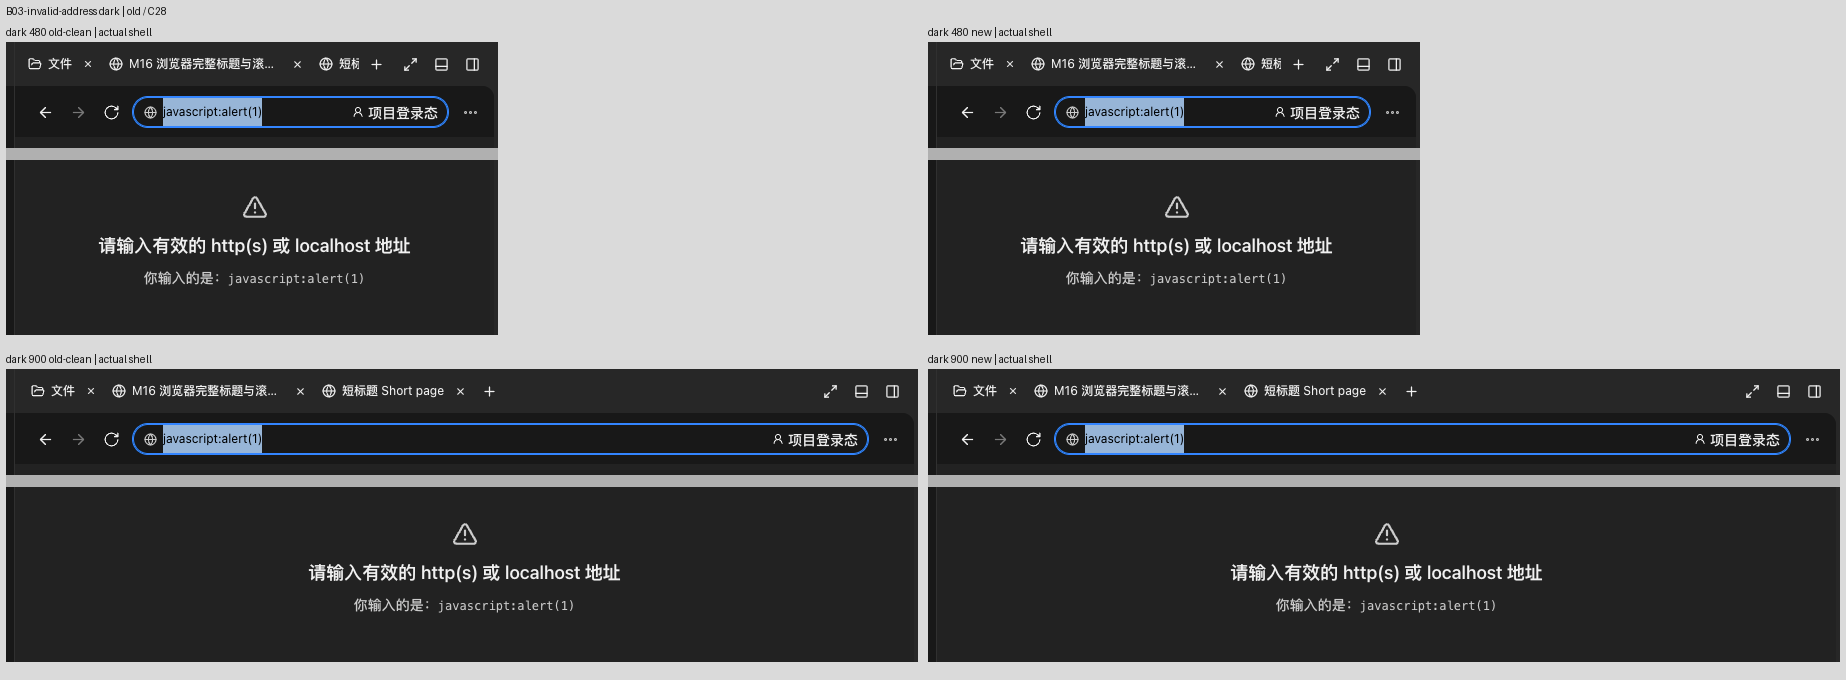 B03-invalid-address dark | old / C28
dark 480 old-clean | actual shell
文件 × M16 浏览器完整标题与滚... × 短标 +
javascript:alert(1) 项目登录态 ...
请输入有效的 http(s) 或 localhost 地址
你输入的是：javascript:alert(1)
dark 480 new | actual shell
文件 × M16 浏览器完整标题与滚... × 短标 +
javascript:alert(1) 项目登录态 ...
请输入有效的 http(s) 或 localhost 地址
你输入的是：javascript:alert(1)
dark 900 old-clean | actual shell
文件 × M16 浏览器完整标题与滚... × 短标题 Short page × +
javascript:alert(1) 项目登录态 ...
请输入有效的 http(s) 或 localhost 地址
你输入的是：javascript:alert(1)
dark 900 new | actual shell
文件 × M16 浏览器完整标题与滚... × 短标题 Short page × +
javascript:alert(1) 项目登录态 ...
请输入有效的 http(s) 或 localhost 地址
你输入的是：javascript:alert(1)